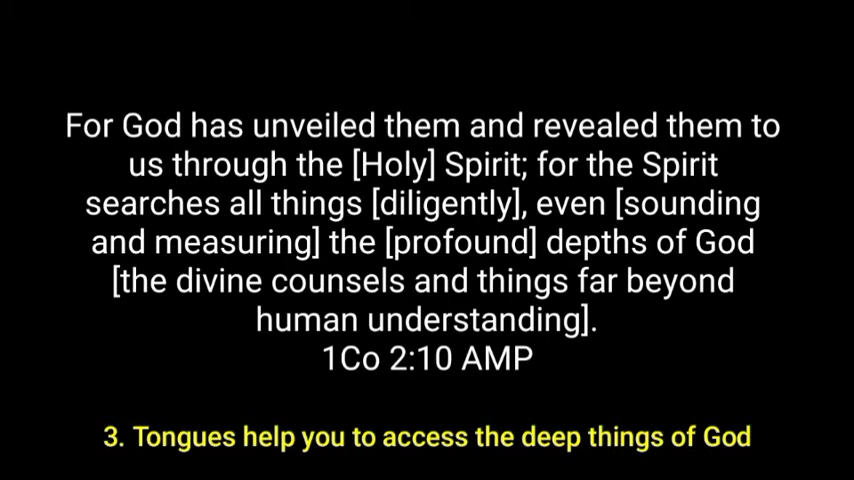 For God has unveiled them and revealed them to
us through the [Holy] Spirit; for the Spirit
searches all things [diligently], even [sounding
and measuring] the [profound] depths of God
[the divine counsels and things far beyond
human understanding].
1Co 2:10 AMP
3. Tongues help you to access the deep things of God